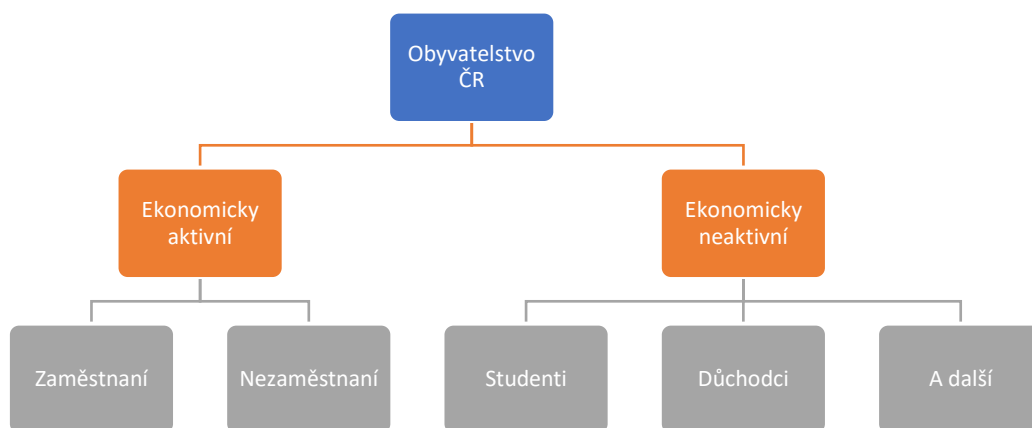 Obyvatelstvo
ČR
Ekonomicky
aktivní
Ekonomicky
neaktivní
Zaměstnaní
Nezaměstnaní
Studenti
Důchodci
A další